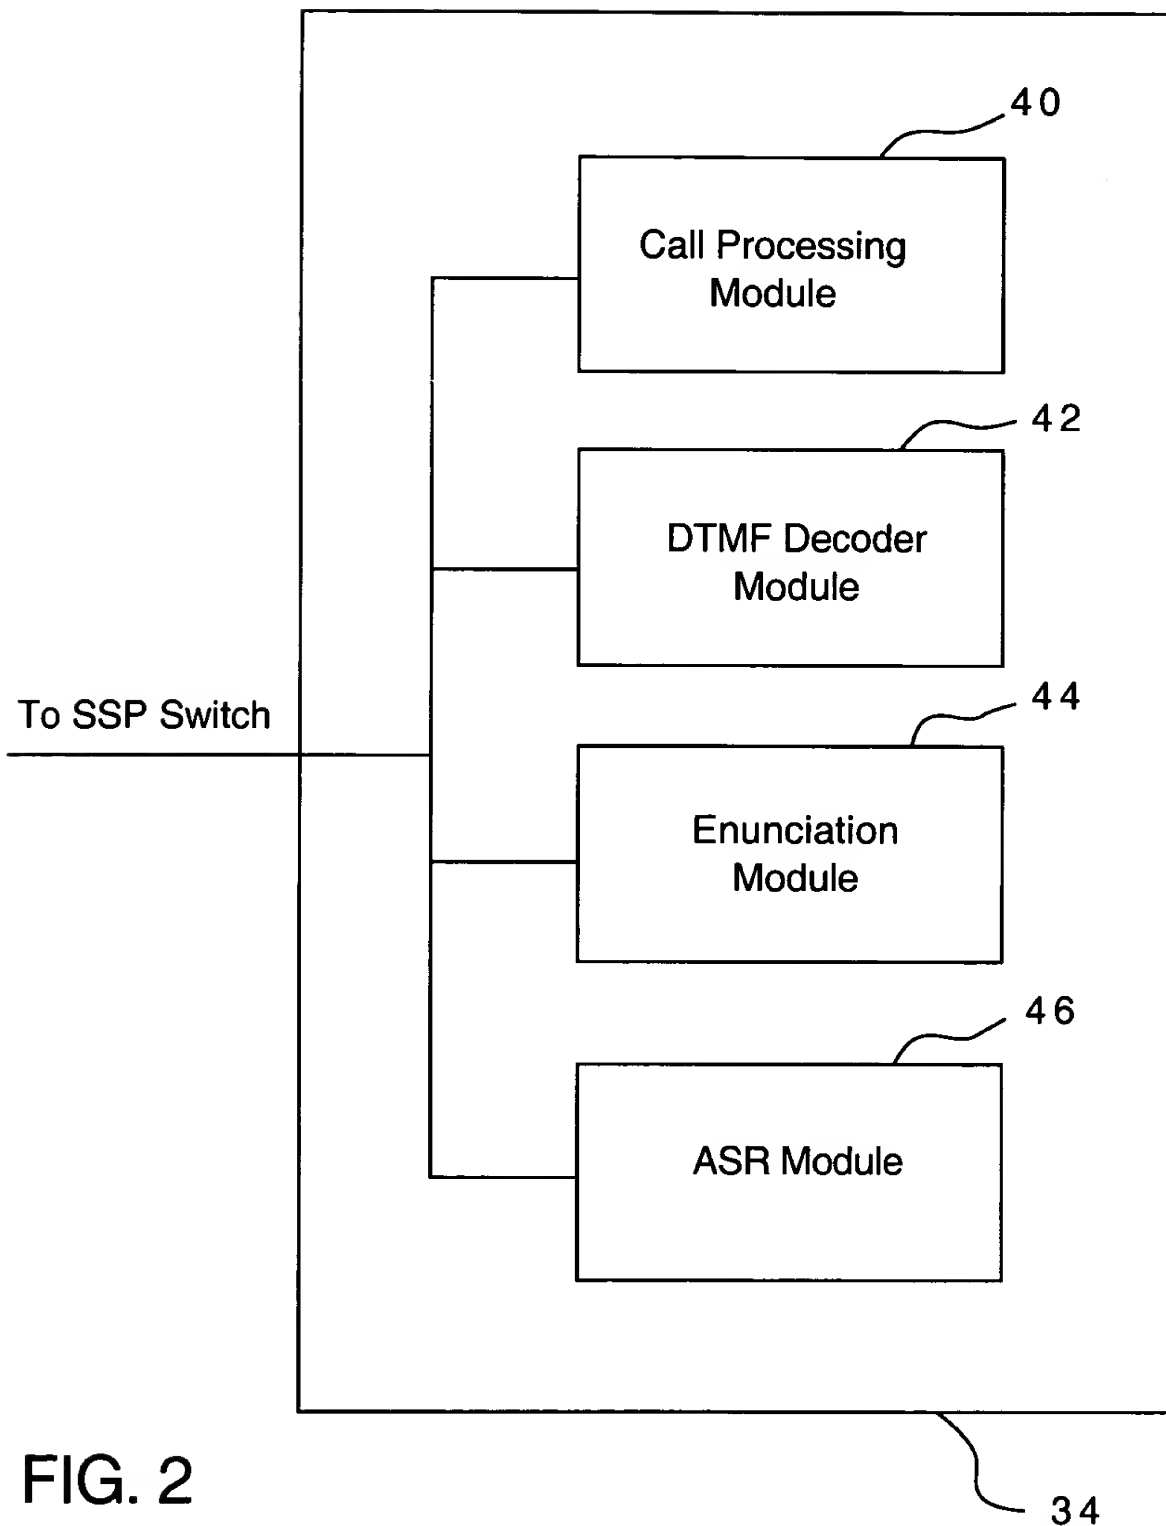 40
Call Processing
Module
42
DTMF Decoder
Module
To SSP Switch
44
Enunciation
Module
46
ASR Module
FIG. 2
34